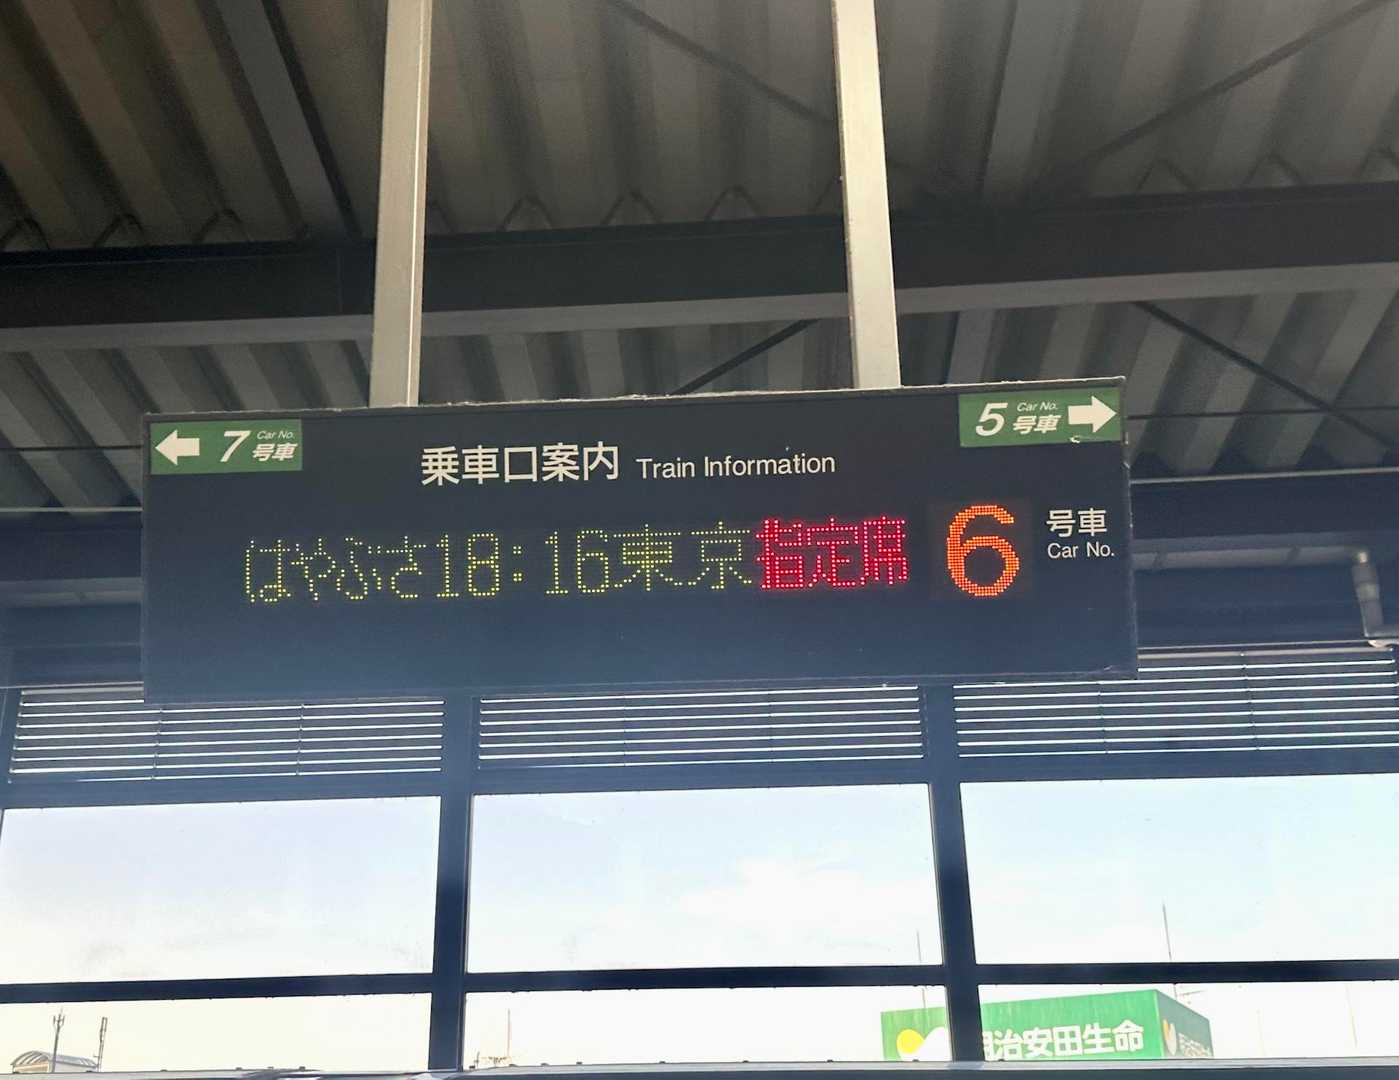 7 Car No. 号車
乗車口案内 Train Information
5 Car No. 号車
はやぶさ18:16東京指定席
6
号車
Car No.
治安田生命